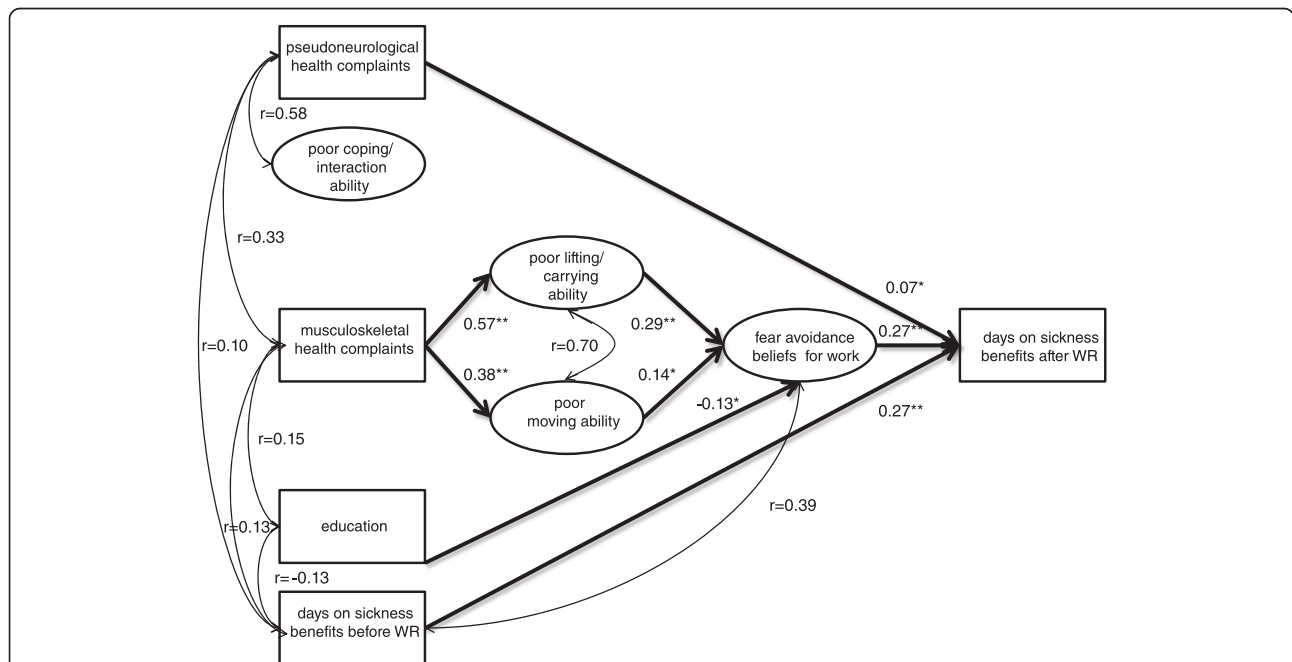 pseudoneurological
health complaints
r=0.58
poor coping/
interaction
ability
r=0.33
poor lifting/
carrying
ability
0.07*
musculoskeletal
health complaints
0.57**
0.29**
r=0.70
fear avoidance
beliefs for work
0.27**
days on sickness
benefits after WR
r=0.10
0.38**
0.14*
poor
moving ability
-0.13*
0.27**
r=0.15
r=0.39
r=0.13
education
r=-0.13
days on sickness
benefits before WR